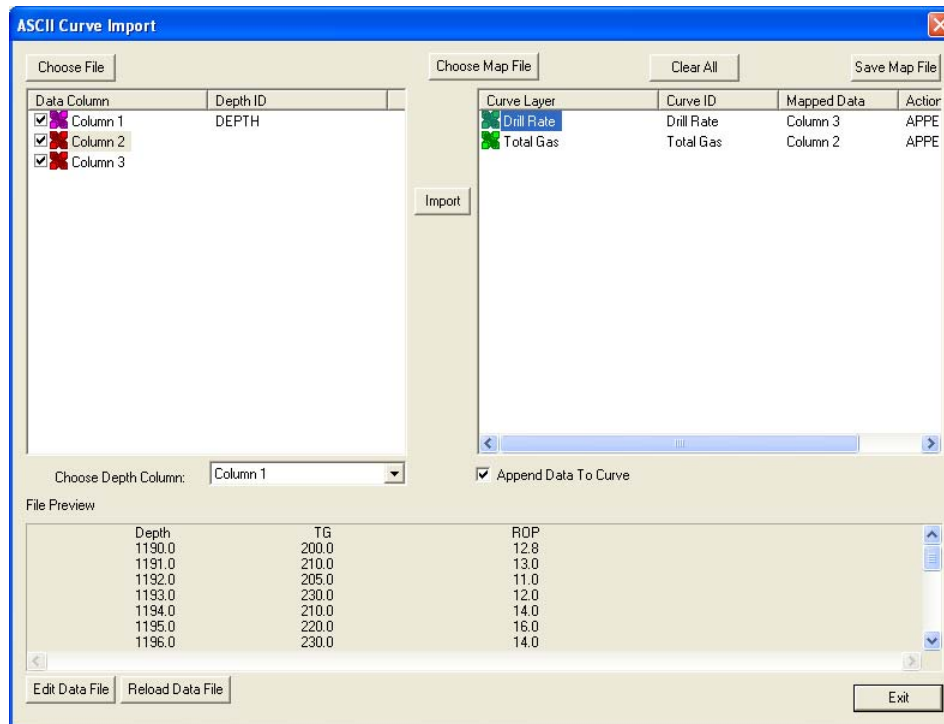 ASCII Curve Import
Choose File Choose Map File Clear All Save Map File
Data Column Depth ID
Column 1 DEPTH
Column 2
Column 3
Import
Curve Layer Curve ID Mapped Data Action
Drill Rate Drill Rate Column 3 APPE
Total Gas Total Gas Column 2 APPE
Choose Depth Column: Column 1
Append Data To Curve
File Preview
Depth TG ROP
1190.0 200.0 12.8
1191.0 210.0 13.0
1192.0 205.0 11.0
1193.0 230.0 12.0
1194.0 210.0 14.0
1195.0 220.0 16.0
1196.0 230.0 14.0
Edit Data File Reload Data File Exit